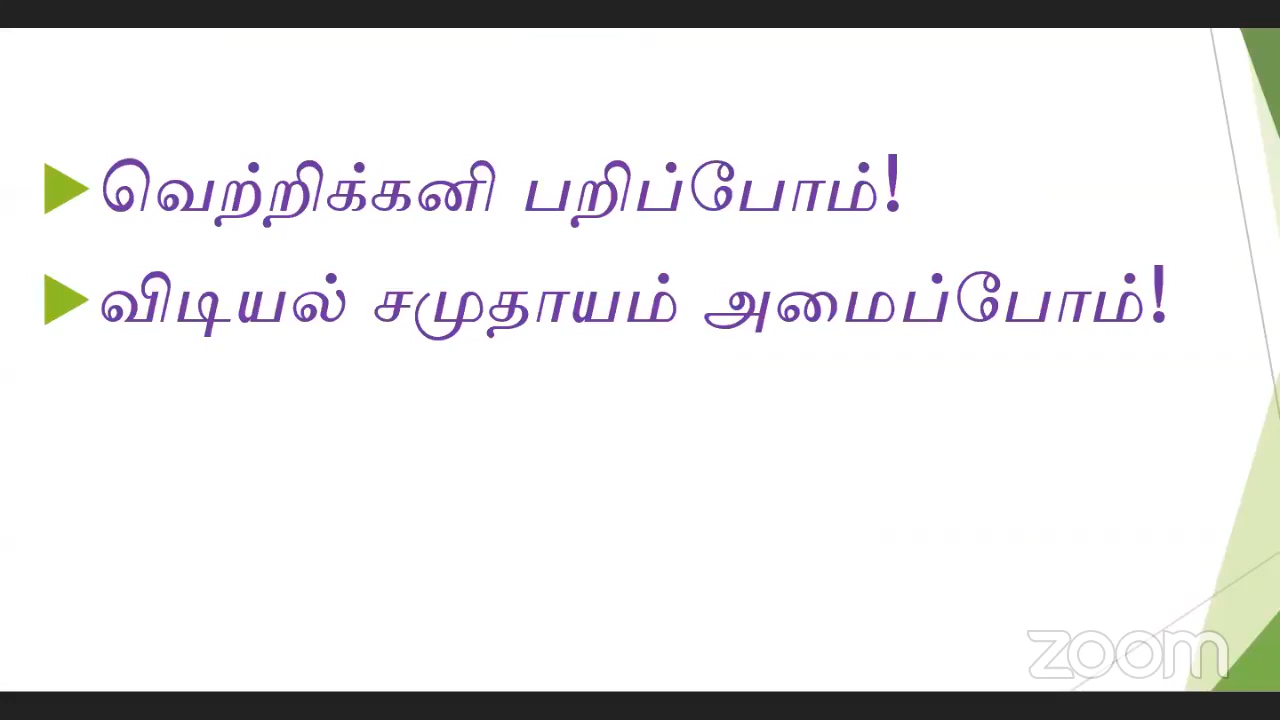 வெற்றிக்கனி பறிப்போம்!
விடியல் சமுதாயம் அமைப்போம்!
zoom